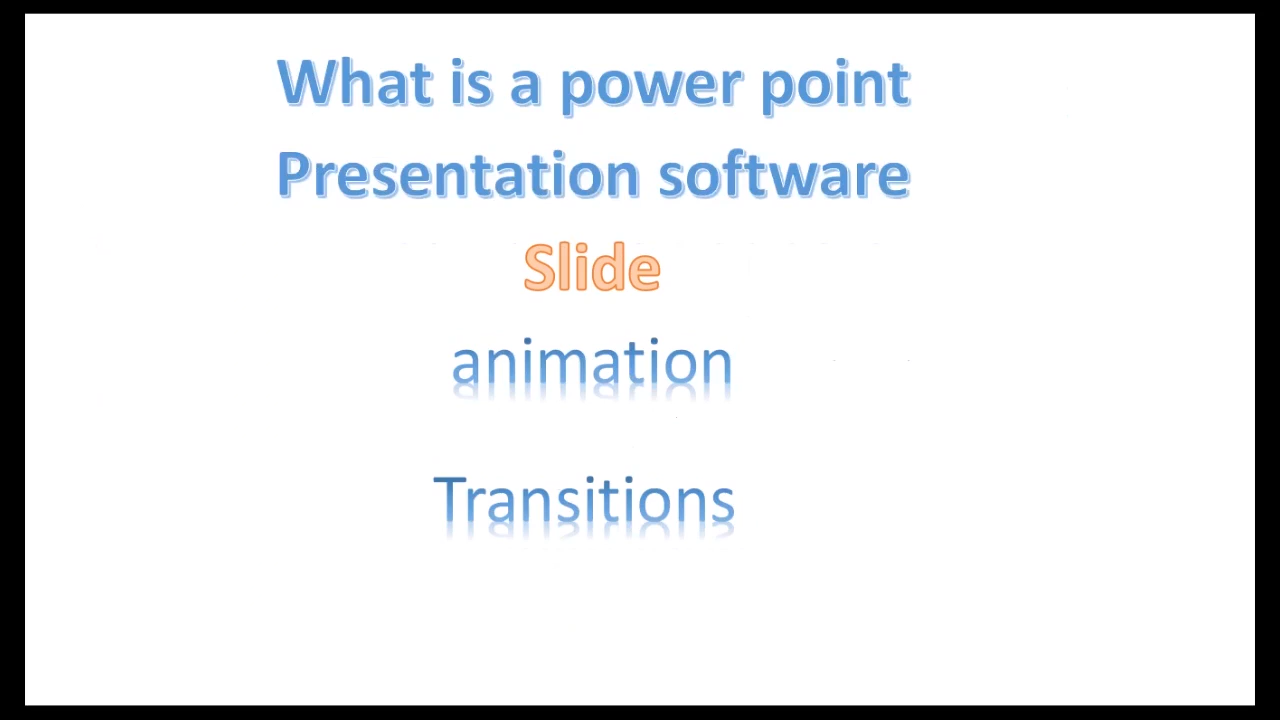 What is a power point
Presentation software
Slide
animation
Transitions